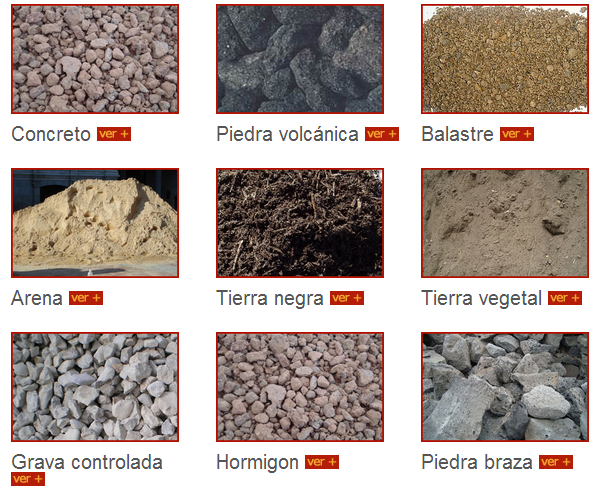 Concreto ver + Piedra volcánica ver + Balastre ver +
Arena ver + Tierra negra ver + Tierra vegetal ver +
Grava controlada Hormigon ver + Piedra braza ver +
ver +